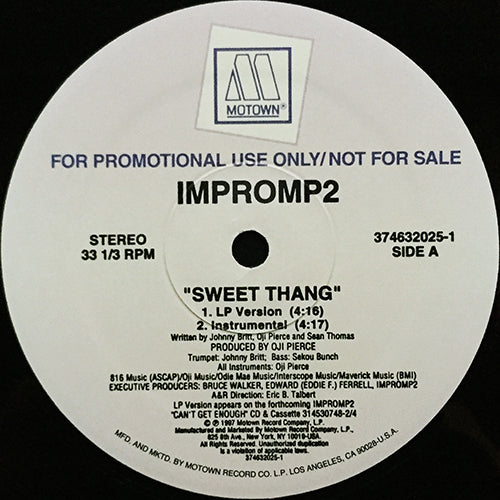 MOTOWN®
FOR PROMOTIONAL USE ONLY/NOT FOR SALE
IMPROMP2
STEREO
33 1/3 RPM
374632025-1
SIDE A
"SWEET THANG"
1. LP Version (4:16)
2. Instrumental (4:17)
Written by Johnny Britt, Oji Pierce and Sean Thomas
PRODUCED BY OJI PIERCE
Trumpet: Johnny Britt; Bass: Sekou Bunch
All Instruments: Oji Pierce
816 Music (ASCAP)/Oji Music/Odie Mae Music/Interscope Music/Maverick Music (BMI)
EXECUTIVE PRODUCERS: BRUCE WALKER, EDWARD (EDDIE F.) FERRELL, IMPROMP2
A&R Direction: Eric B. Talbert
LP Version appears on the forthcoming IMPROMP2
"CAN'T GET ENOUGH" CD & Cassette 314530748-2/4
© ℗ 1997 Motown Record Company, L.P.
Manufactured and Marketed By Motown Record Company, L.P.,
825 8th Ave., New York, NY 10019-USA.
All Rights Reserved. Unauthorized duplication
is a violation of applicable laws.
374632025-1
MFD. AND MKTD. BY MOTOWN RECORD CO. L.P. LOS ANGELES, CA 90028-U.S.A.